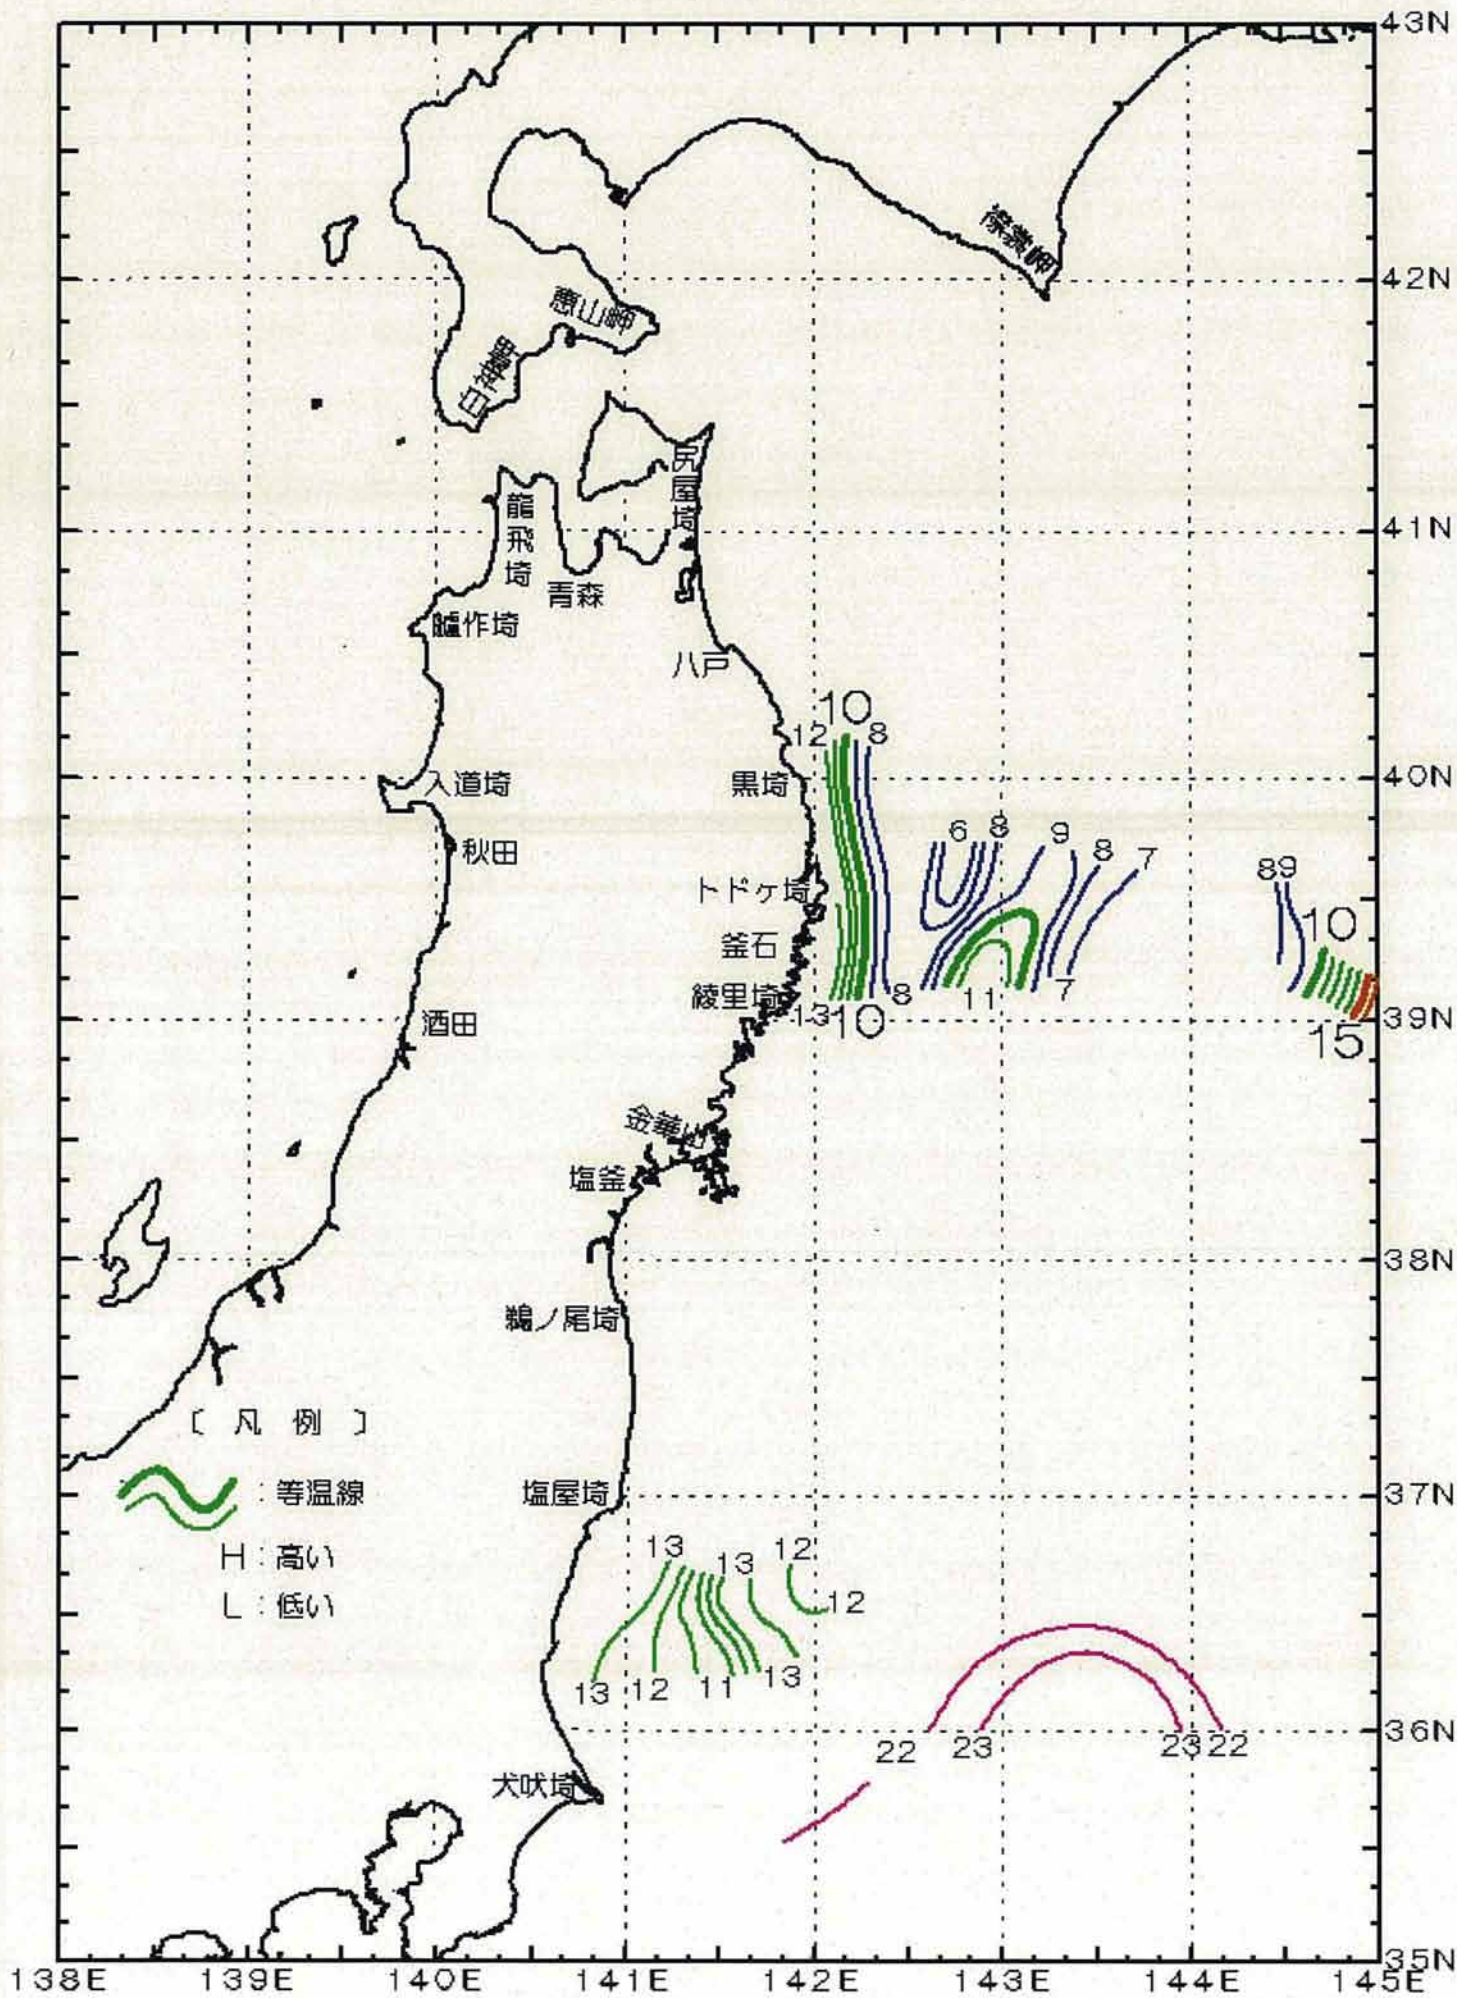 43N
襟裳岬
42N
恵山岬
白神岬
尻屋埼
龍飛埼
41N
青森
艫作埼
八戸
10
12 8
入道埼
黒埼
40N
秋田
6 8 9 8 7
トドヶ埼
89
釜石
10
綾里埼
8
11 7
13 10
酒田
39N
15
金華山
塩釜
38N
鵜ノ尾埼
〔 凡 例 〕
: 等温線
塩屋埼
37N
H : 高い
L : 低い
13 13 12
12
13 12 11 13
36N
22 23 23 22
犬吠埼
35N
138E 139E 140E 141E 142E 143E 144E 145E